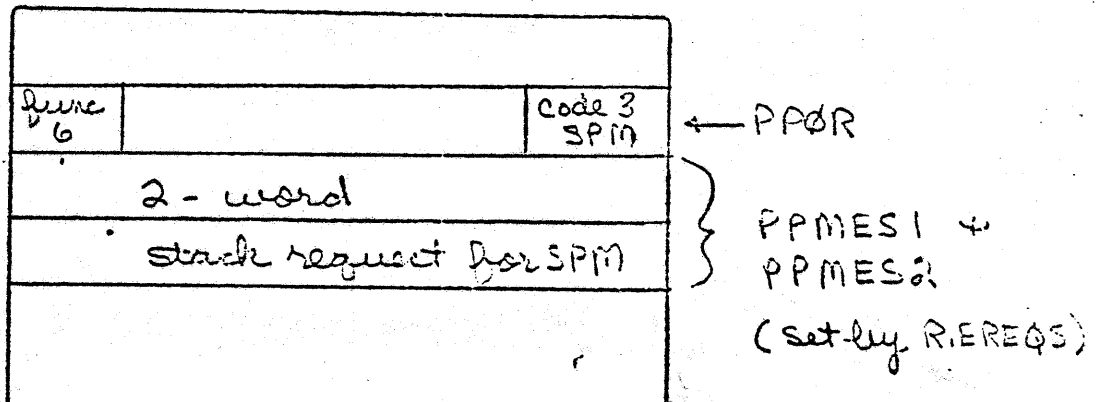 func
6
code 3
SPM
← PPØR
2 - word
stack request for SPM
PPMES1 +
PPMES2
(set by R.EREQS)